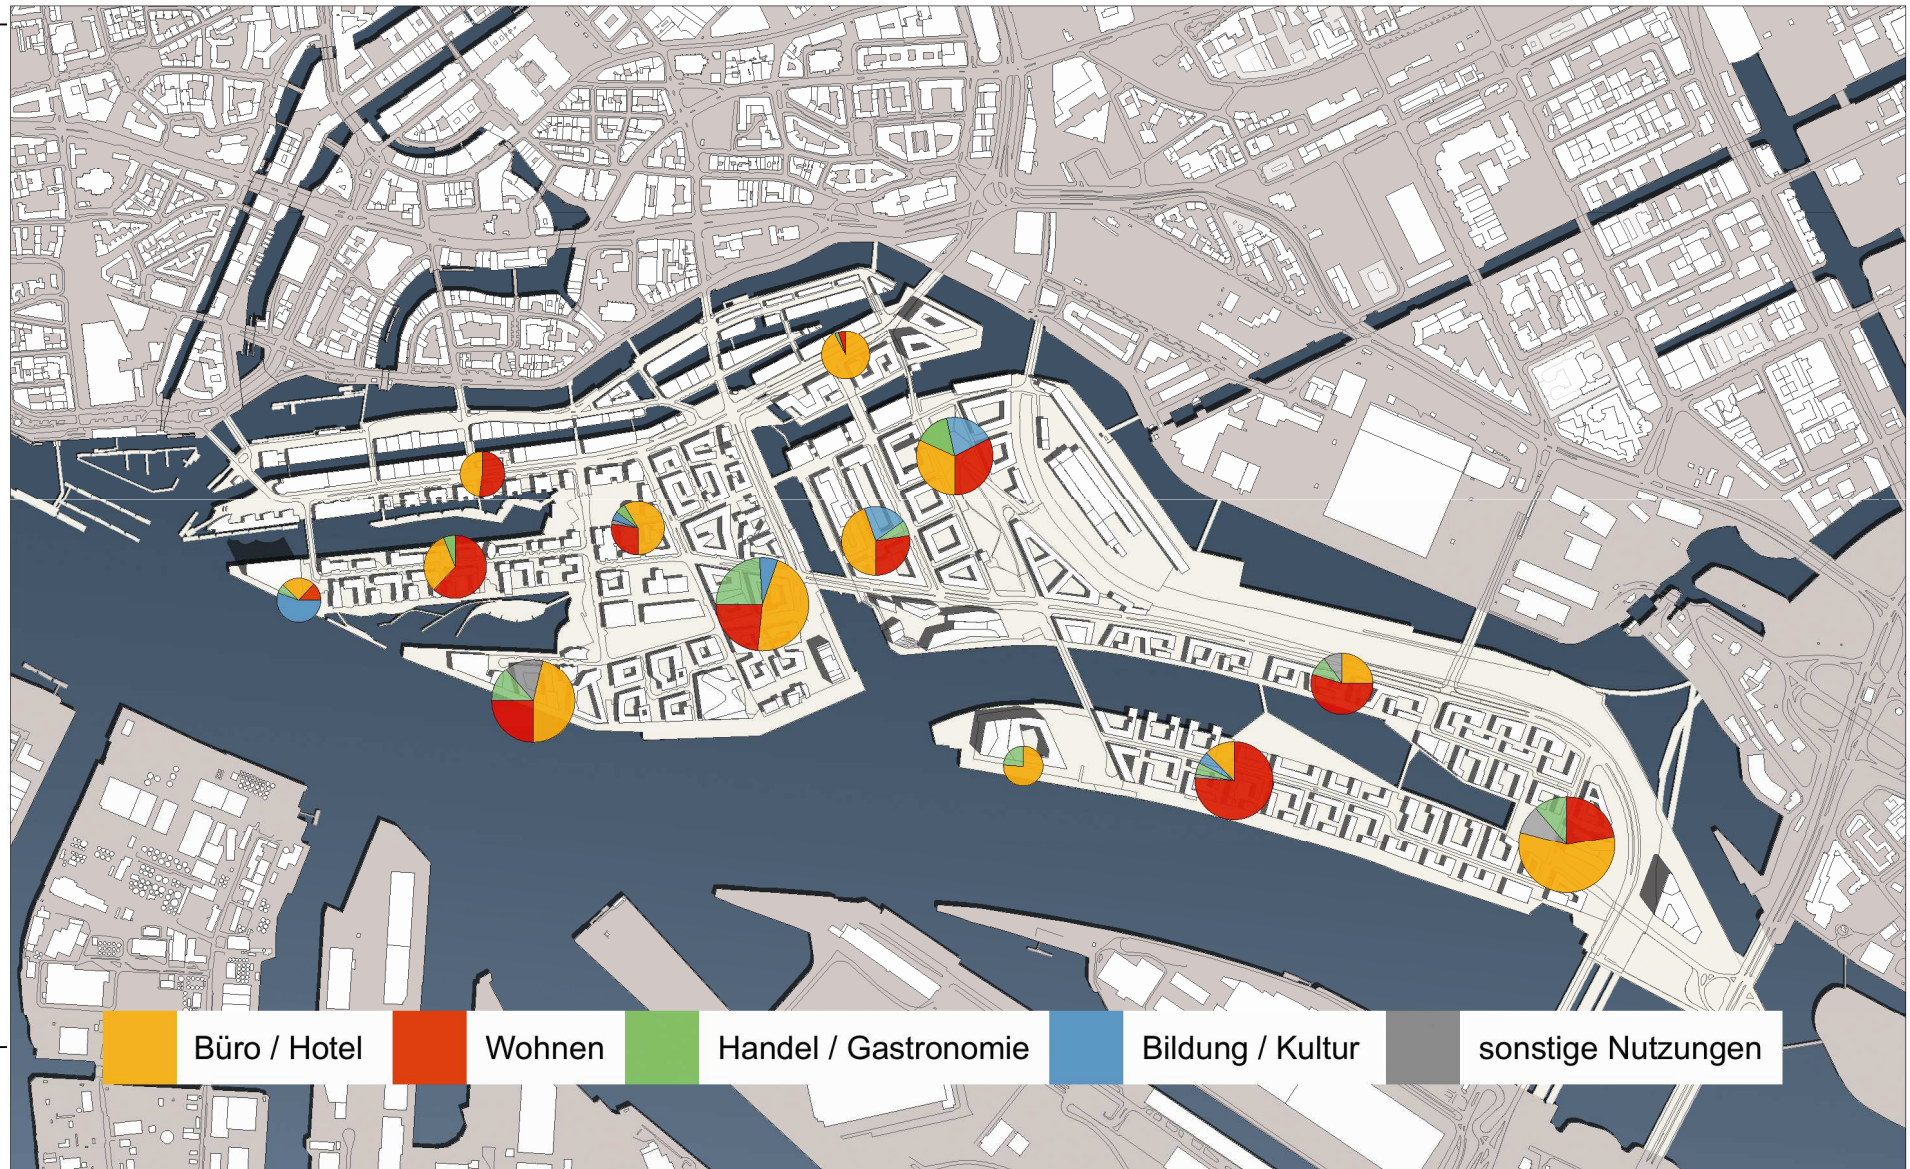 Büro / Hotel
Wohnen
Handel / Gastronomie
Bildung / Kultur
sonstige Nutzungen